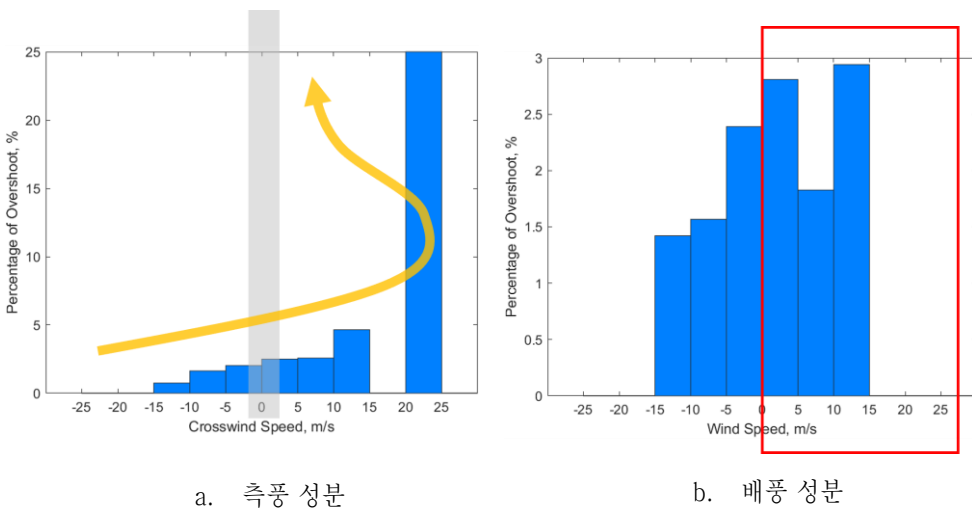 25
20
15
10
5
0
Percentage of Overshoot, %
-25 -20 -15 -10 -5 0 5 10 15 20 25
Crosswind Speed, m/s
a. 측풍 성분
3
2.5
2
1.5
1
0.5
0
Percentage of Overshoot, %
-25 -20 -15 -10 -5 0 5 10 15 20 25
Wind Speed, m/s
b. 배풍 성분